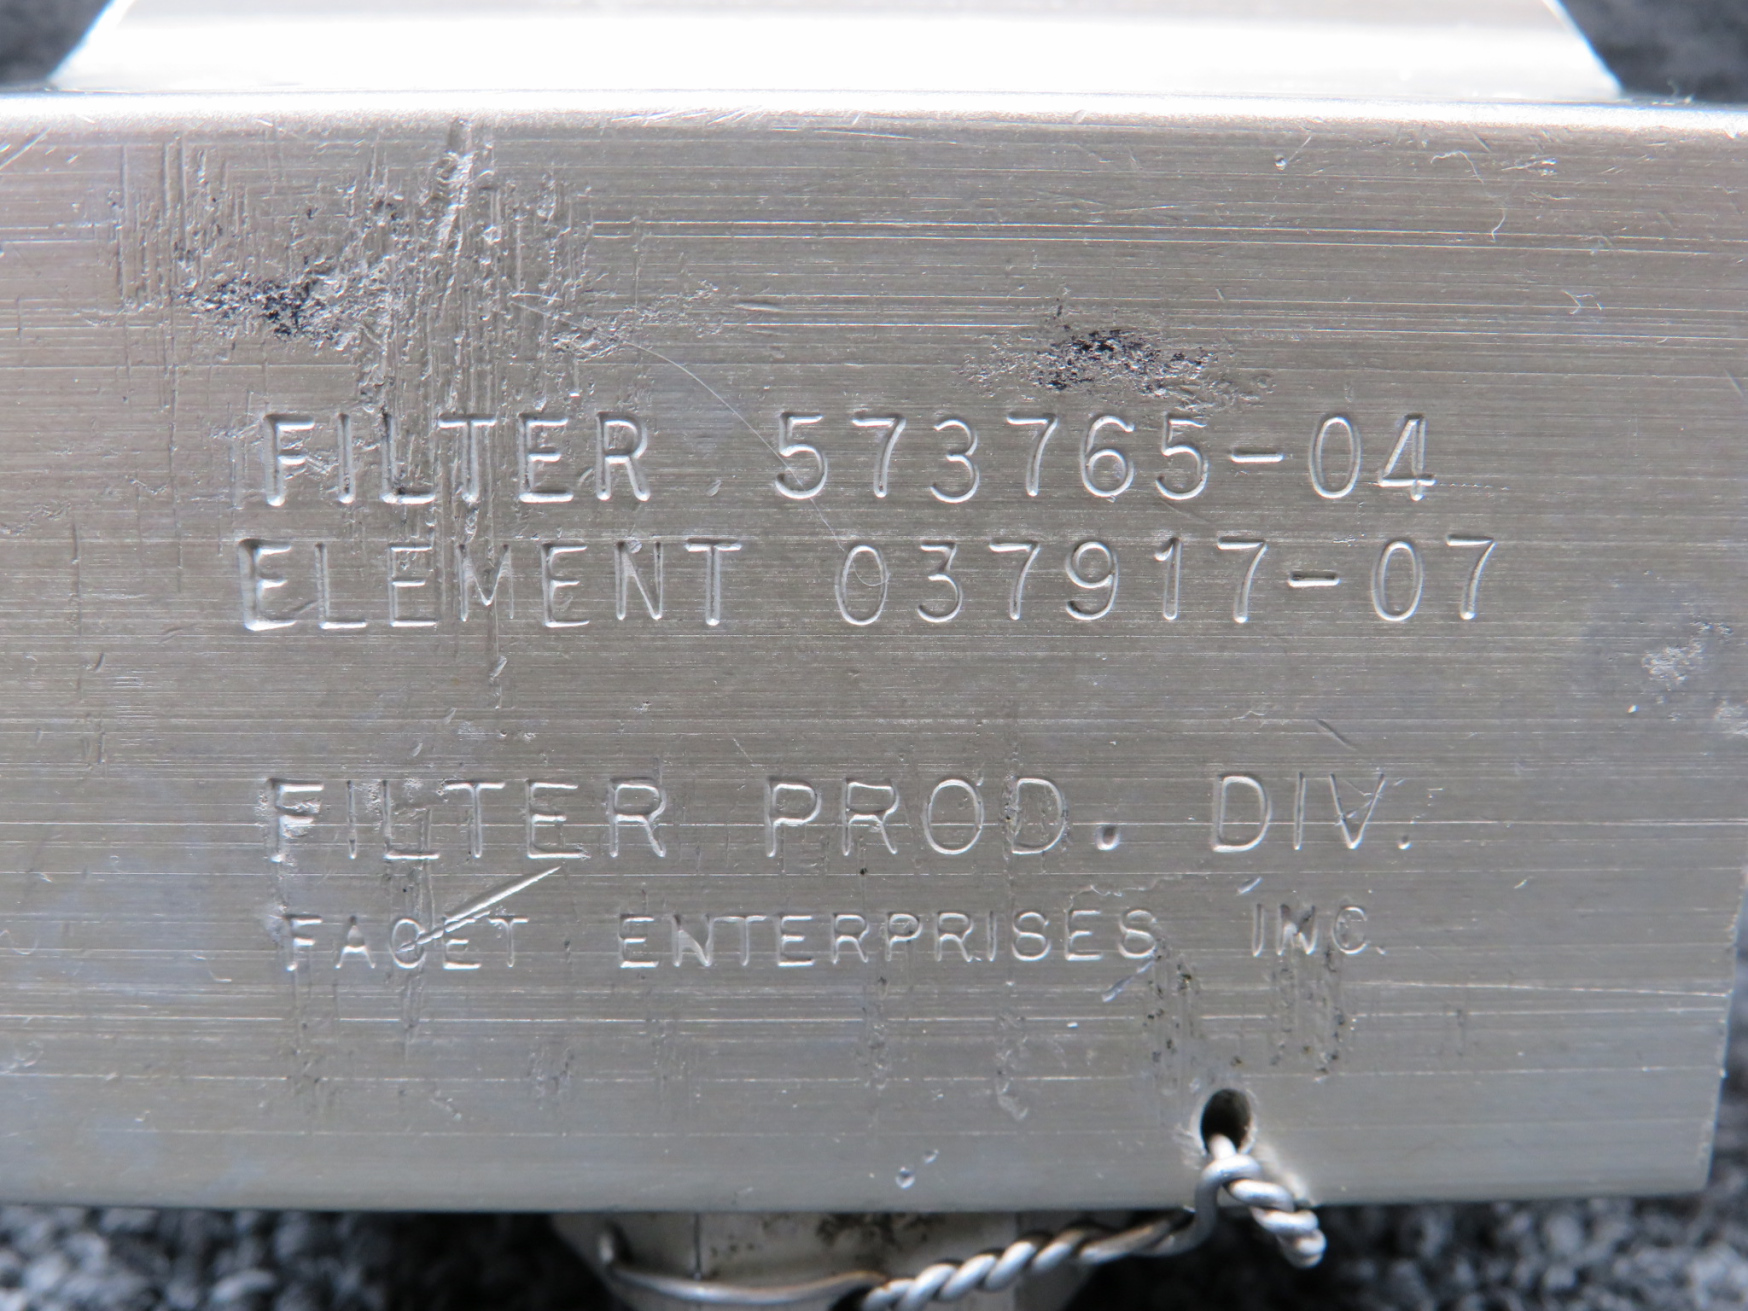 FILTER 573765-04
ELEMENT 037917-07
FILTER PROD. DIV.
FACET ENTERPRISES INC.